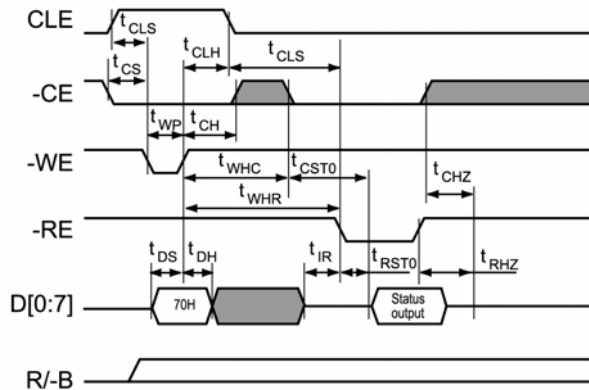 CLE
tCLS
tCLH
tCLS
tCS
-CE
tWP
tCH
-WE
tWHC
tCST0
tCHZ
tWHR
-RE
tDS
tDH
tIR
tRST0
tRHZ
D[0:7]
70H
Status
output
R/-B